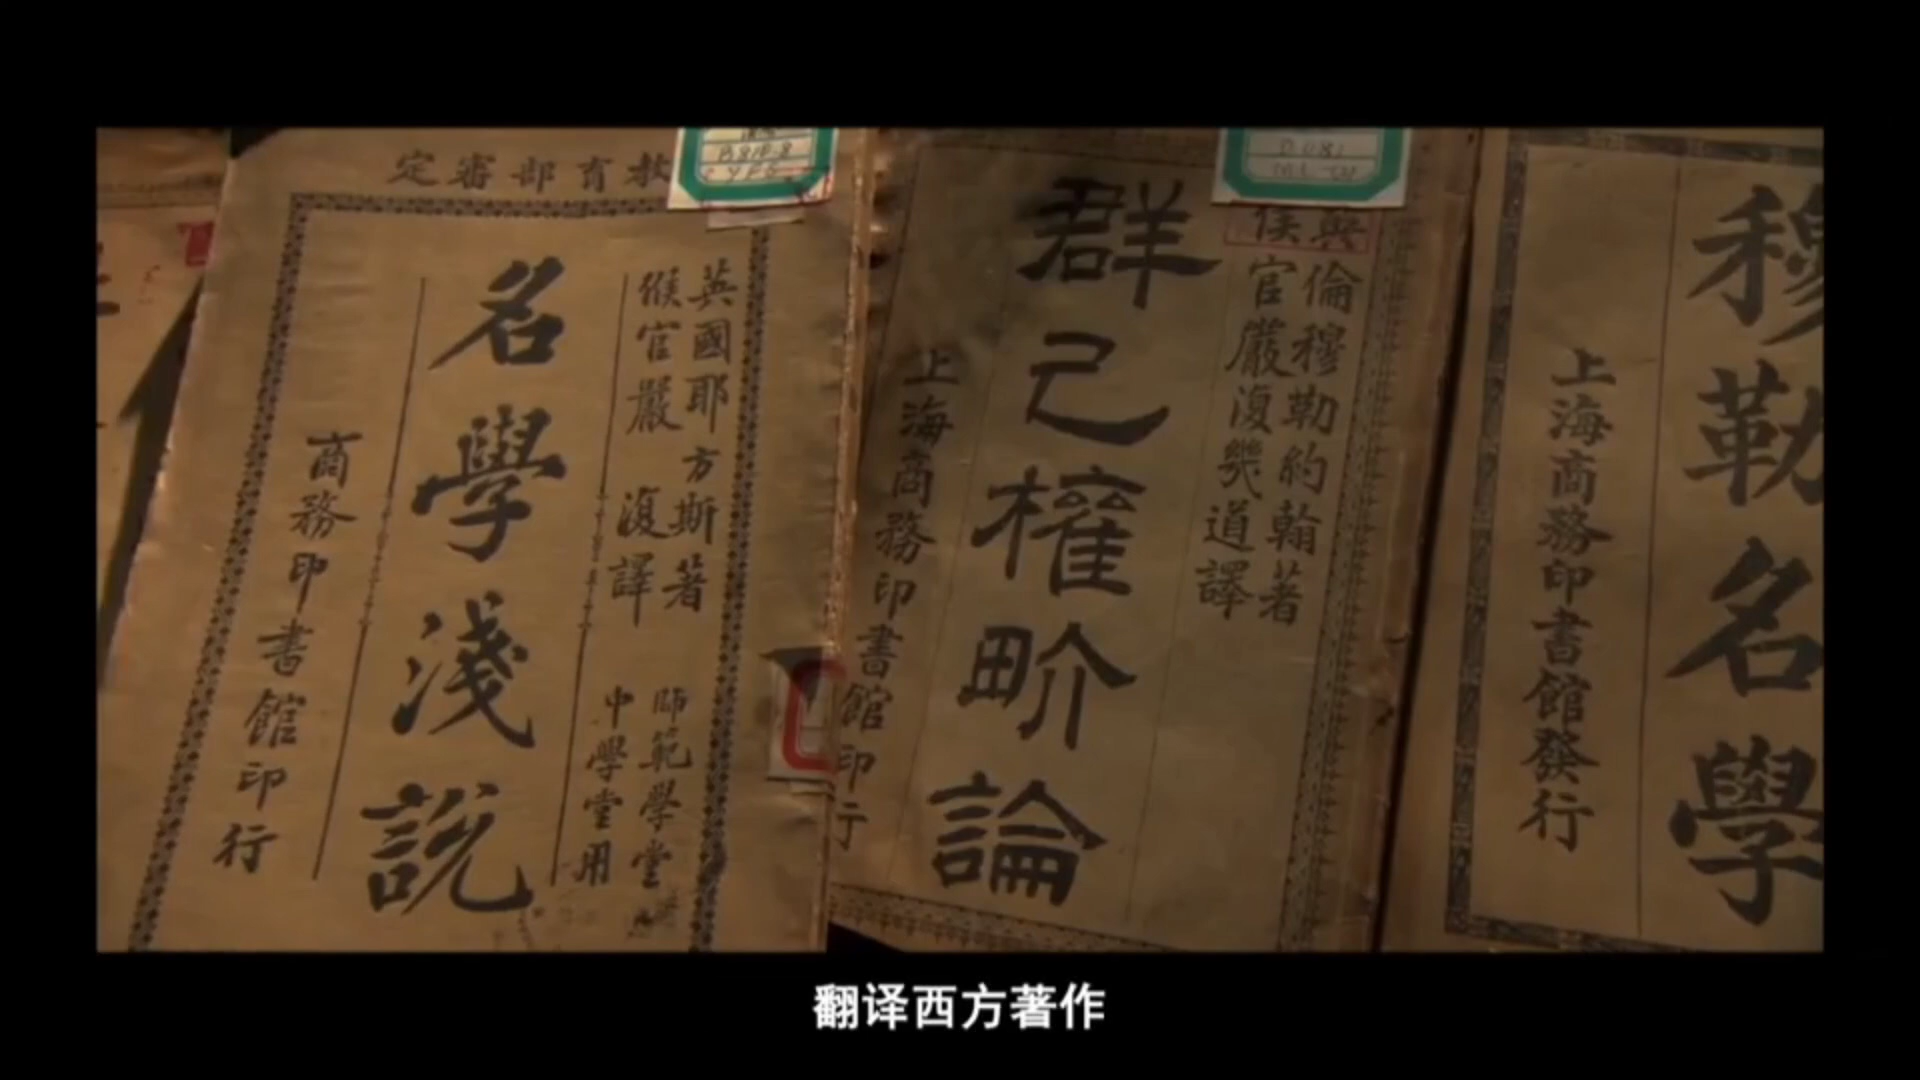 教育部審定
英國耶方斯著
候官嚴復譯
師範學堂
中學堂用
名學淺說
商務印書館印行
英倫穆勒約翰著
侯官嚴復幾道譯
群己權界論
上海商務印書館印行
穆勒名學
上海商務印書館發行
翻译西方著作